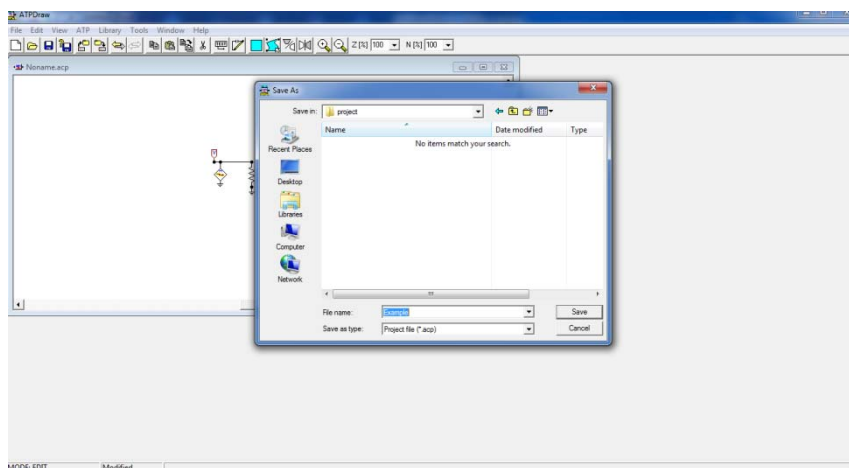 ATPDraw
File Edit View ATP Library Tools Window Help
Z [%] 100 N [%] 100
Noname.acp
Save As
Save in: project
Name Date modified Type
No items match your search.
Recent Places
Desktop
Libraries
Computer
Network
File name: Example Save
Save as type: Project file (*.acp) Cancel
MODE: EDIT Modified